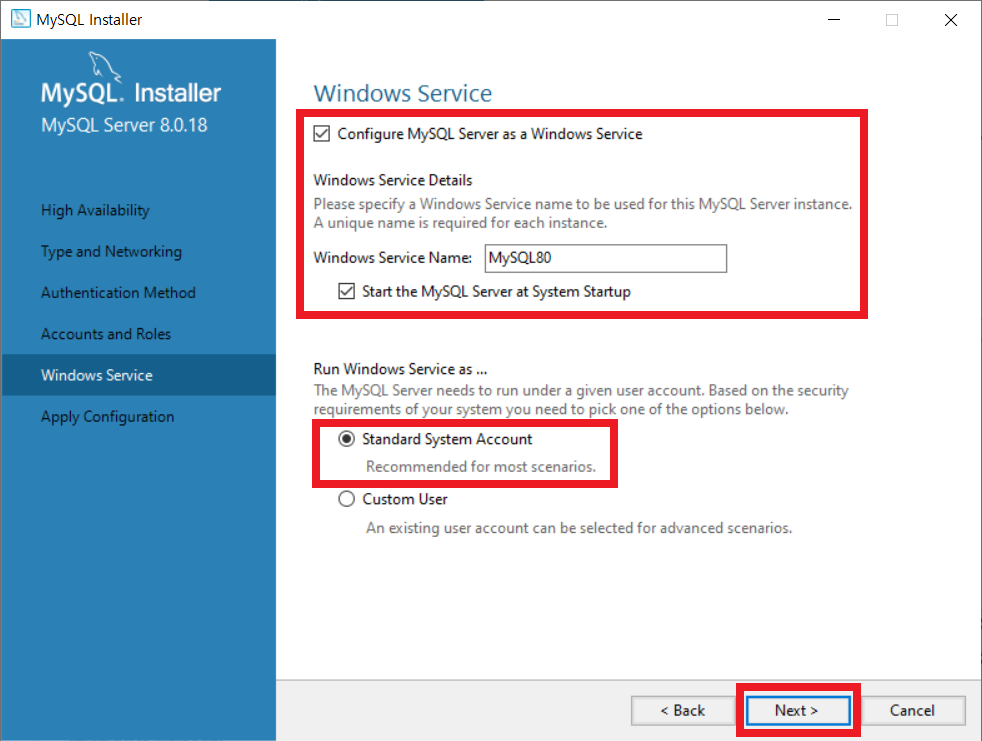 MySQL Installer
MySQL. Installer
MySQL Server 8.0.18
High Availability
Type and Networking
Authentication Method
Accounts and Roles
Windows Service
Apply Configuration
Windows Service
Configure MySQL Server as a Windows Service
Windows Service Details
Please specify a Windows Service name to be used for this MySQL Server instance.
A unique name is required for each instance.
Windows Service Name: MySQL80
Start the MySQL Server at System Startup
Run Windows Service as ...
The MySQL Server needs to run under a given user account. Based on the security
requirements of your system you need to pick one of the options below.
Standard System Account
Recommended for most scenarios.
Custom User
An existing user account can be selected for advanced scenarios.
< Back Next > Cancel